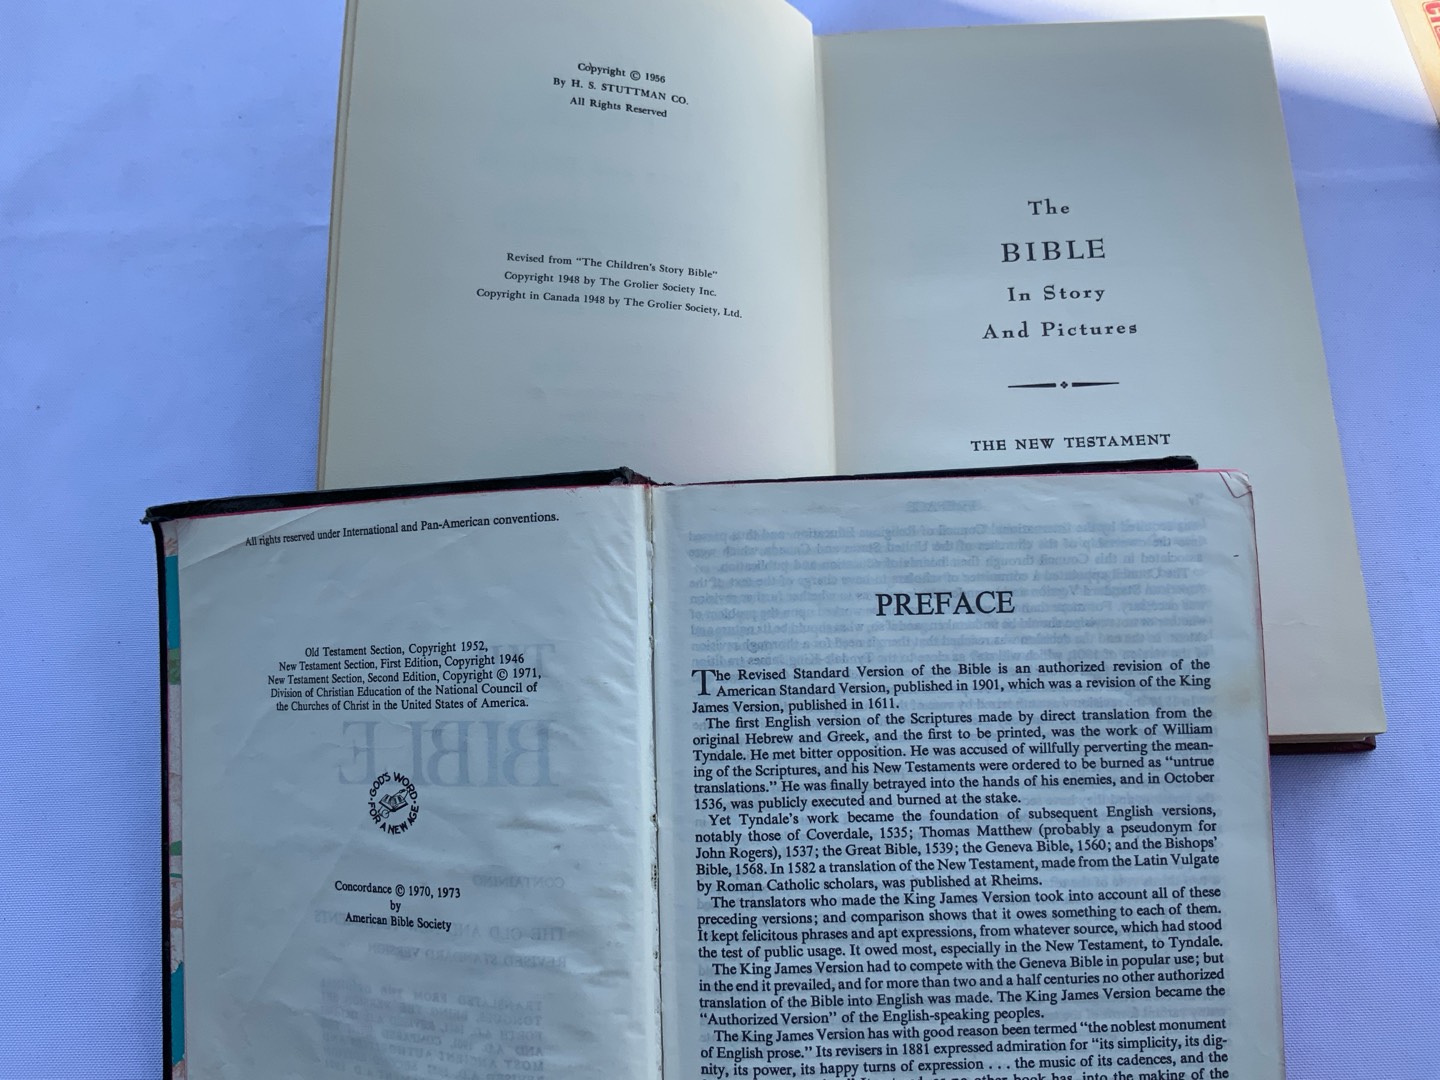 Copyright © 1956
By H. S. STUTTMAN CO.
All Rights Reserved
Revised from "The Children's Story Bible"
Copyright 1948 by The Grolier Society Inc.
Copyright in Canada 1948 by The Grolier Society, Ltd.
The
BIBLE
In Story
And Pictures
THE NEW TESTAMENT
All rights reserved under International and Pan-American conventions.
Old Testament Section, Copyright 1952,
New Testament Section, First Edition, Copyright 1946
New Testament Section, Second Edition, Copyright © 1971,
Division of Christian Education of the National Council of
the Churches of Christ in the United States of America.
GOD'S WORD
FOR A NEW AGE
Concordance © 1970, 1973
by
American Bible Society
PREFACE
The Revised Standard Version of the Bible is an authorized revision of the
American Standard Version, published in 1901, which was a revision of the King
James Version, published in 1611.
The first English version of the Scriptures made by direct translation from the
original Hebrew and Greek, and the first to be printed, was the work of William
Tyndale. He met bitter opposition. He was accused of willfully perverting the mean-
ing of the Scriptures, and his New Testaments were ordered to be burned as "untrue
translations." He was finally betrayed into the hands of his enemies, and in October
1536, was publicly executed and burned at the stake.
Yet Tyndale's work became the foundation of subsequent English versions,
notably those of Coverdale, 1535; Thomas Matthew (probably a pseudonym for
John Rogers), 1537; the Great Bible, 1539; the Geneva Bible, 1560; and the Bishops'
Bible, 1568. In 1582 a translation of the New Testament, made from the Latin Vulgate
by Roman Catholic scholars, was published at Rheims.
The translators who made the King James Version took into account all of these
preceding versions; and comparison shows that it owes something to each of them.
It kept felicitous phrases and apt expressions, from whatever source, which had stood
the test of public usage. It owed most, especially in the New Testament, to Tyndale.
The King James Version had to compete with the Geneva Bible in popular use; but
in the end it prevailed, and for more than two and a half centuries no other authorized
translation of the Bible into English was made. The King James Version became the
"Authorized Version" of the English-speaking peoples.
The King James Version has with good reason been termed "the noblest monument
of English prose." Its revisers in 1881 expressed admiration for "its simplicity, its dig-
nity, its power, its happy turns of expression . . . the music of its cadences, and the
other book has into the making of the